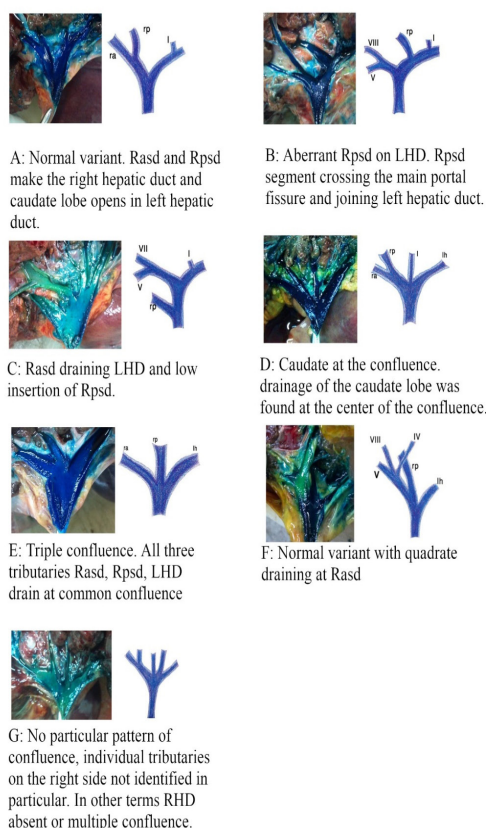 ra
rp
I
A: Normal variant. Rasd and Rpsd
make the right hepatic duct and
caudate lobe opens in left hepatic
duct.
VIII
rp
I
V
B: Aberrant Rpsd on LHD. Rpsd
segment crossing the main portal
fissure and joining left hepatic duct.
VII
I
V
rp
C: Rasd draining LHD and low
insertion of Rpsd.
rp
I
lh
ra
D: Caudate at the confluence.
drainage of the caudate lobe was
found at the center of the confluence.
ra
rp
lh
E: Triple confluence. All three
tributaries Rasd, Rpsd, LHD
drain at common confluence
VIII
IV
V
rp
lh
F: Normal variant with quadrate
draining at Rasd
G: No particular pattern of
confluence, individual tributaries
on the right side not identified in
particular. In other terms RHD
absent or multiple confluence.